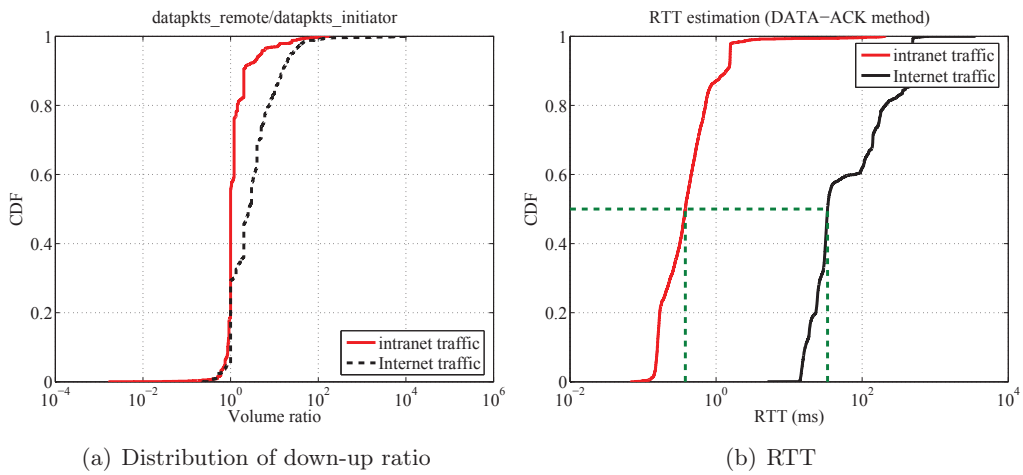 datapkts_remote/datapkts_initiator
1
0.8
0.6
0.4
0.2
0
CDF
10^−4
10^−2
10^0
10^2
10^4
10^6
Volume ratio
intranet traffic
Internet traffic
(a) Distribution of down-up ratio
RTT estimation (DATA−ACK method)
1
0.8
0.6
0.4
0.2
0
CDF
intranet traffic
Internet traffic
10^−2
10^0
10^2
10^4
RTT (ms)
(b) RTT